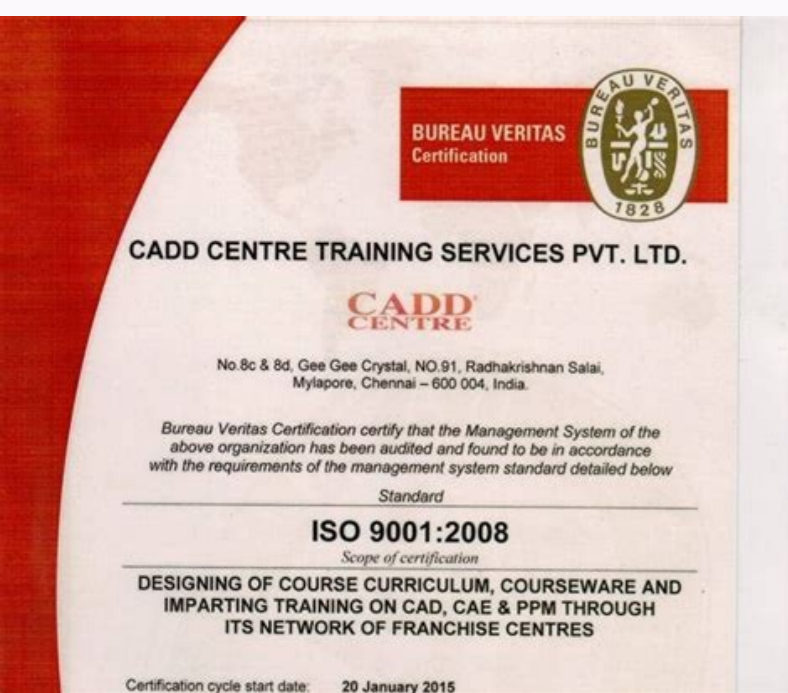 BUREAU VERITAS
Certification
BUREAU VERITAS
1828
CADD CENTRE TRAINING SERVICES PVT. LTD.
CADD
CENTRE
No.8c & 8d, Gee Gee Crystal, NO.91, Radhakrishnan Salai,
Mylapore, Chennai – 600 004, India.
Bureau Veritas Certification certify that the Management System of the
above organization has been audited and found to be in accordance
with the requirements of the management system standard detailed below
Standard
ISO 9001:2008
Scope of certification
DESIGNING OF COURSE CURRICULUM, COURSEWARE AND
IMPARTING TRAINING ON CAD, CAE & PPM THROUGH
ITS NETWORK OF FRANCHISE CENTRES
Certification cycle start date: 20 January 2015